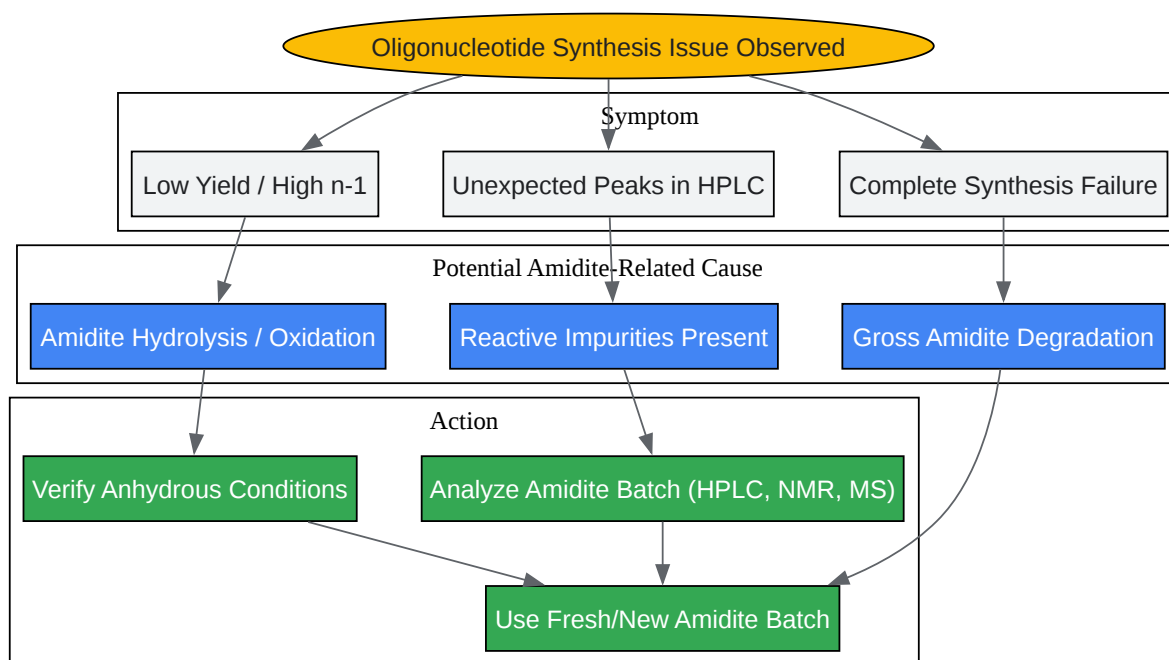 Oligonucleotide Synthesis Issue Observed
Symptom
Low Yield / High n-1
Unexpected Peaks in HPLC
Complete Synthesis Failure
Potential Amidite-Related Cause
Amidite Hydrolysis / Oxidation
Reactive Impurities Present
Gross Amidite Degradation
Action
Verify Anhydrous Conditions
Analyze Amidite Batch (HPLC, NMR, MS)
Use Fresh/New Amidite Batch